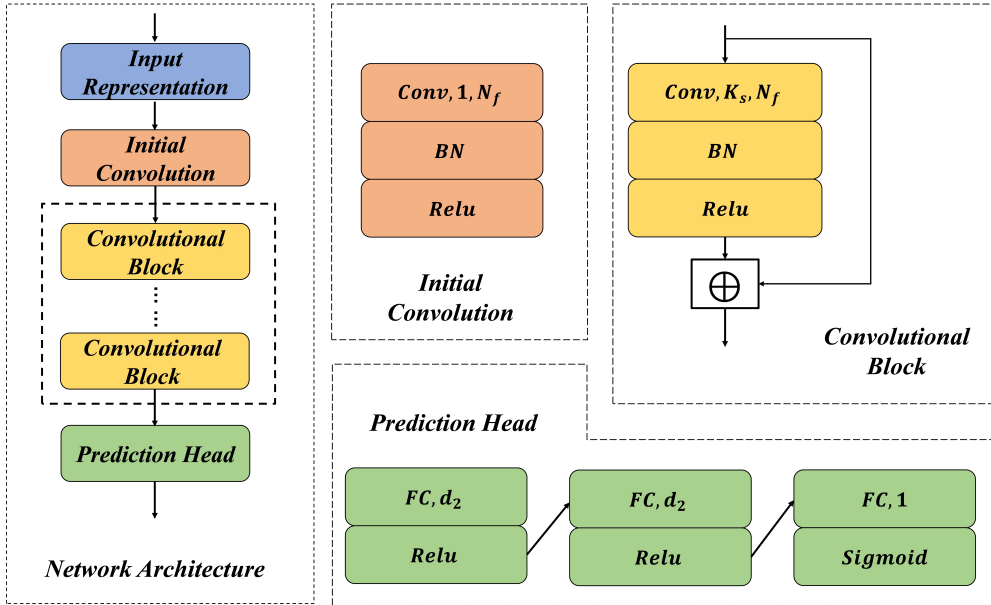 Input
Representation
Initial
Convolution
Convolutional
Block
Convolutional
Block
Prediction Head
Network Architecture
Conv, 1, N_f
BN
Relu
Initial
Convolution
Conv, K_s, N_f
BN
Relu
Convolutional
Block
Prediction Head
FC, d_2
Relu
FC, d_2
Relu
FC, 1
Sigmoid